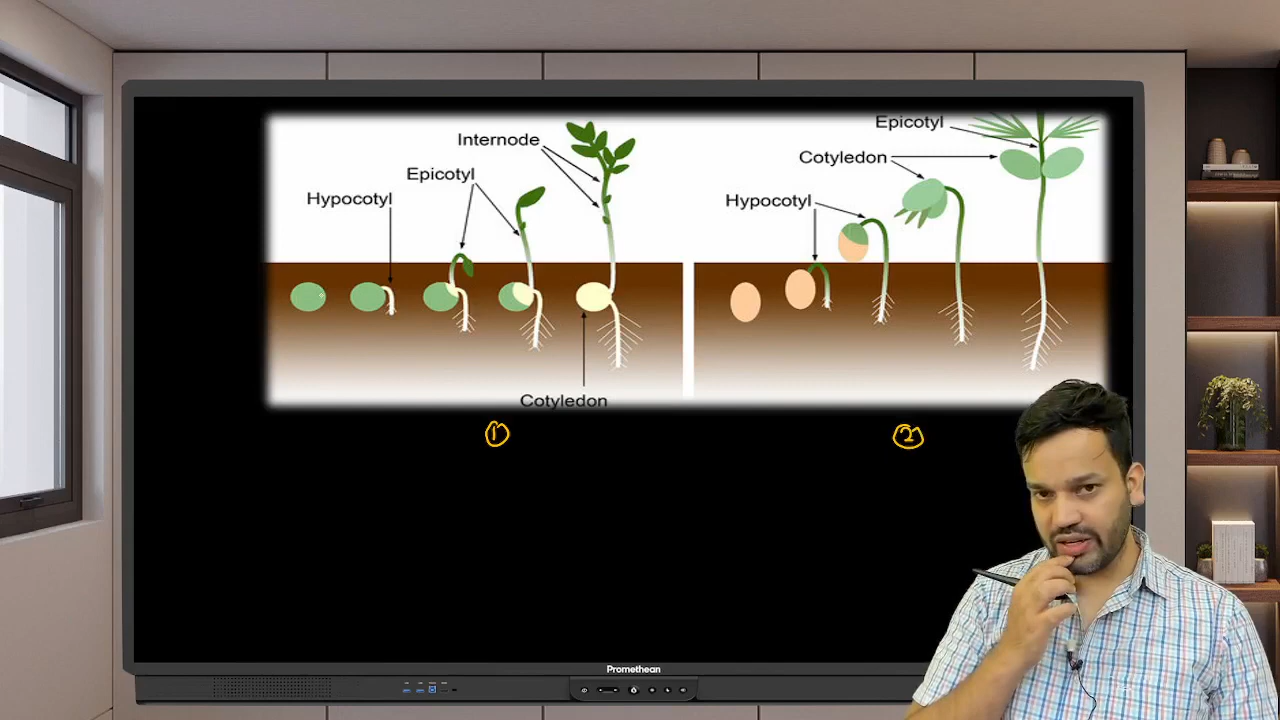 Internode
Epicotyl
Hypocotyl
Cotyledon
Epicotyl
Cotyledon
Hypocotyl
1
2
Promethean